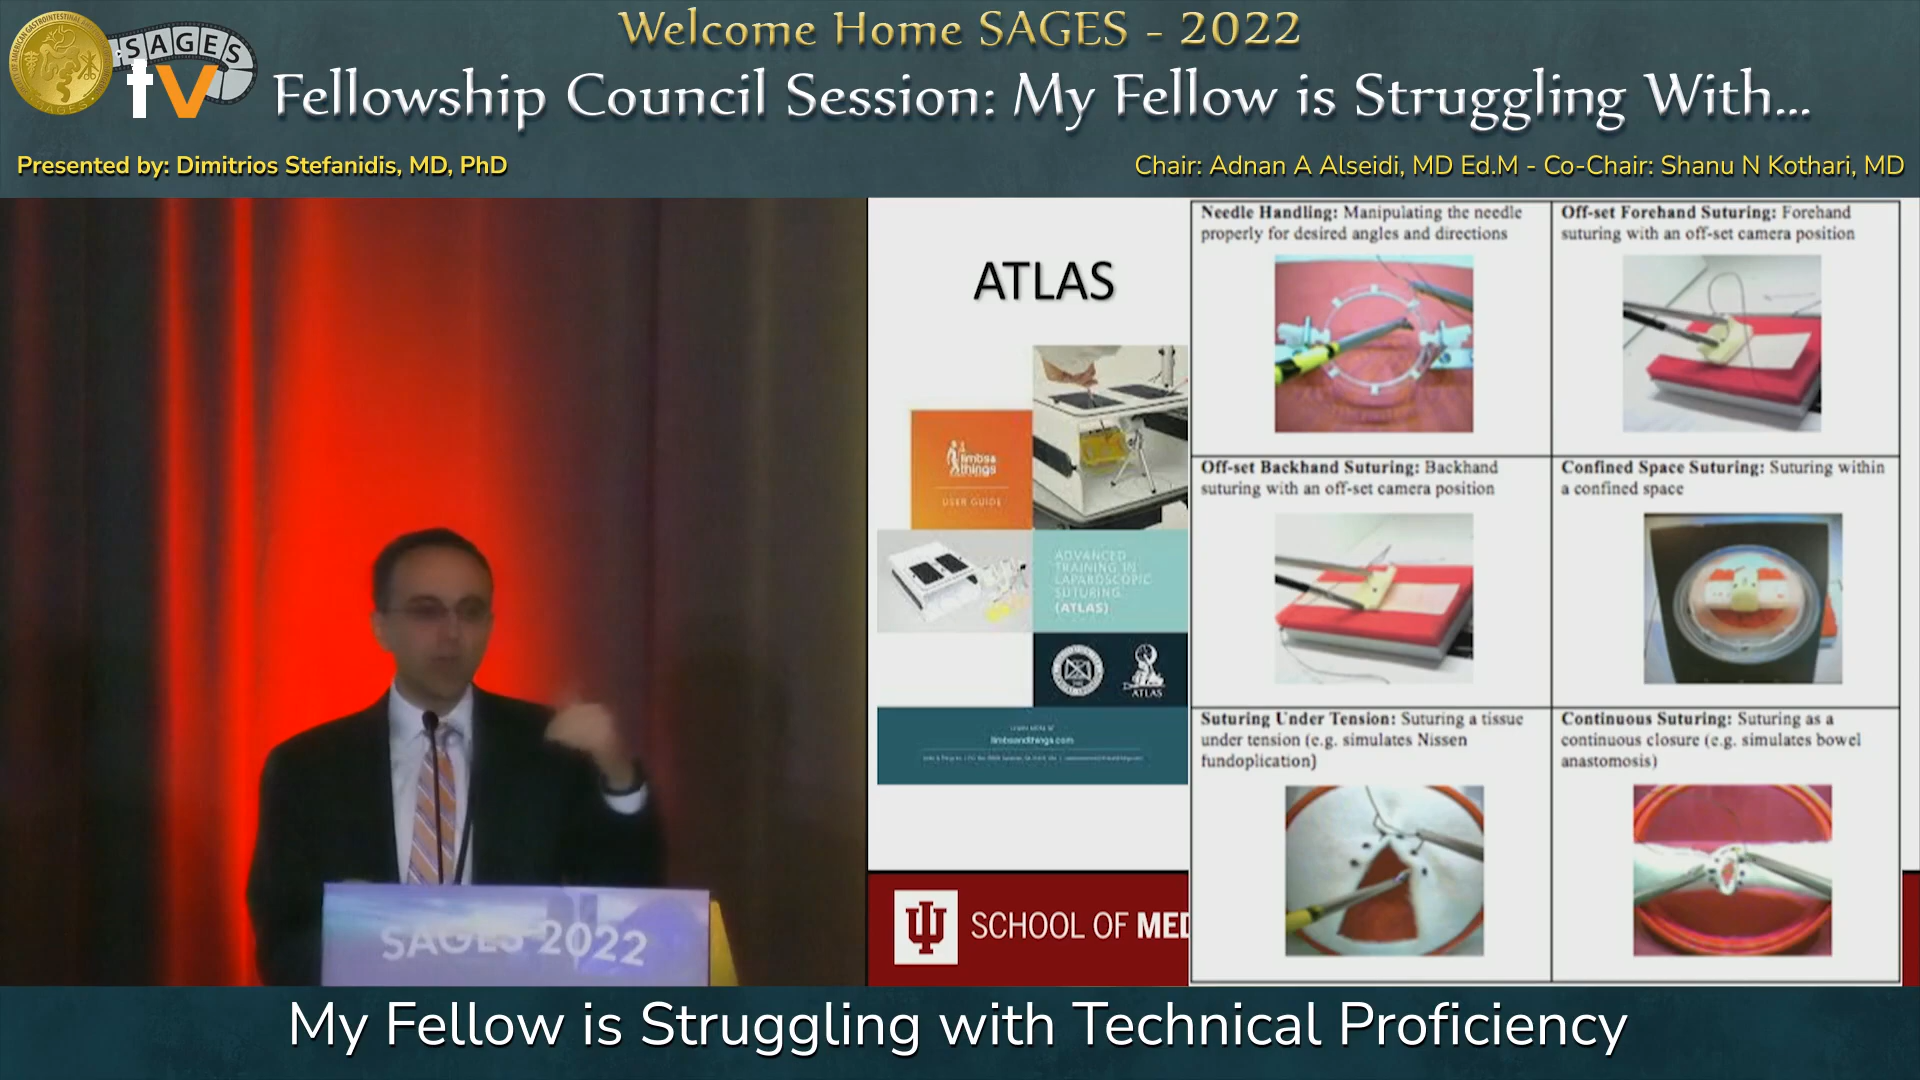 Welcome Home SAGES - 2022
SAGES
tv
Fellowship Council Session: My Fellow is Struggling With...
Presented by: Dimitrios Stefanidis, MD, PhD
Chair: Adnan A Alseidi, MD Ed.M - Co-Chair: Shanu N Kothari, MD
SAGES 2022
ATLAS
limbs&
things
USER GUIDE
ADVANCED
TRAINING IN
LAPAROSCOPIC
SUTURING
(ATLAS)
ATLAS
limbsandthings.com
SCHOOL OF MED
Needle Handling: Manipulating the needle
properly for desired angles and directions
Off-set Forehand Suturing: Forehand
suturing with an off-set camera position
Off-set Backhand Suturing: Backhand
suturing with an off-set camera position
Confined Space Suturing: Suturing within
a confined space
Suturing Under Tension: Suturing a tissue
under tension (e.g. simulates Nissen
fundoplication)
Continuous Suturing: Suturing as a
continuous closure (e.g. simulates bowel
anastomosis)
My Fellow is Struggling with Technical Proficiency